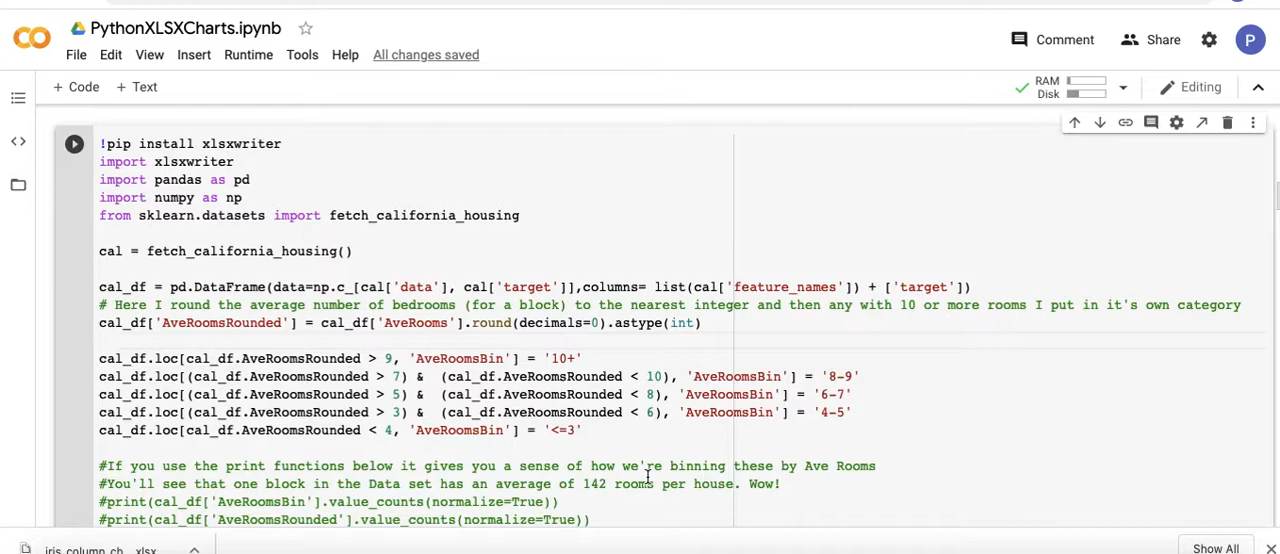 PythonXLSXCharts.ipynb
Comment
Share
P
File Edit View Insert Runtime Tools Help All changes saved
+ Code + Text
RAM
Disk
Editing
!pip install xlsxwriter
import xlsxwriter
import pandas as pd
import numpy as np
from sklearn.datasets import fetch_california_housing
cal = fetch_california_housing()
cal_df = pd.DataFrame(data=np.c_[cal['data'], cal['target']],columns= list(cal['feature_names']) + ['target'])
# Here I round the average number of bedrooms (for a block) to the nearest integer and then any with 10 or more rooms I put in it's own category
cal_df['AveRoomsRounded'] = cal_df['AveRooms'].round(decimals=0).astype(int)
cal_df.loc[cal_df.AveRoomsRounded > 9, 'AveRoomsBin'] = '10+'
cal_df.loc[(cal_df.AveRoomsRounded > 7) & (cal_df.AveRoomsRounded < 10), 'AveRoomsBin'] = '8-9'
cal_df.loc[(cal_df.AveRoomsRounded > 5) & (cal_df.AveRoomsRounded < 8), 'AveRoomsBin'] = '6-7'
cal_df.loc[(cal_df.AveRoomsRounded > 3) & (cal_df.AveRoomsRounded < 6), 'AveRoomsBin'] = '4-5'
cal_df.loc[cal_df.AveRoomsRounded < 4, 'AveRoomsBin'] = '<=3'
#If you use the print functions below it gives you a sense of how we're binning these by Ave Rooms
#You'll see that one block in the Data set has an average of 142 rooms per house. Wow!
#print(cal_df['AveRoomsBin'].value_counts(normalize=True))
#print(cal_df['AveRoomsRounded'].value_counts(normalize=True))
iris_column_ch....xlsx
Show All